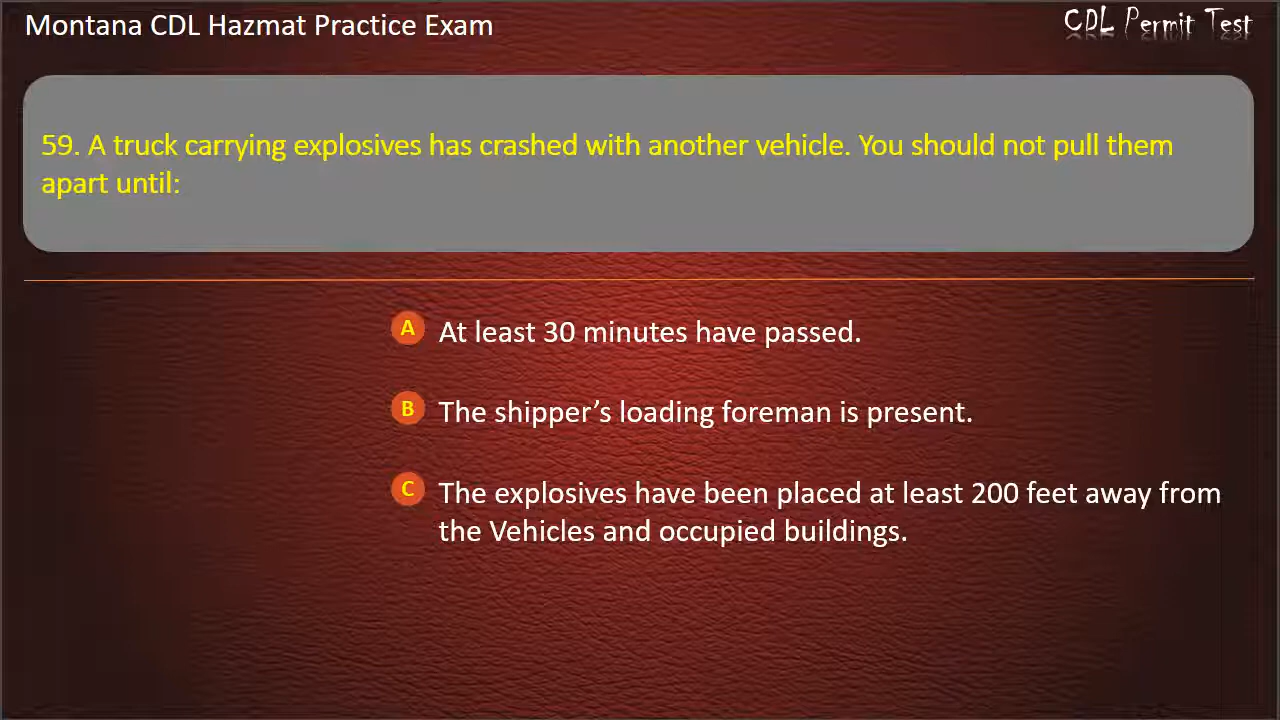 Montana CDL Hazmat Practice Exam
CDL Permit Test
59. A truck carrying explosives has crashed with another vehicle. You should not pull them
apart until:
A At least 30 minutes have passed.
B The shipper’s loading foreman is present.
C The explosives have been placed at least 200 feet away from
the Vehicles and occupied buildings.